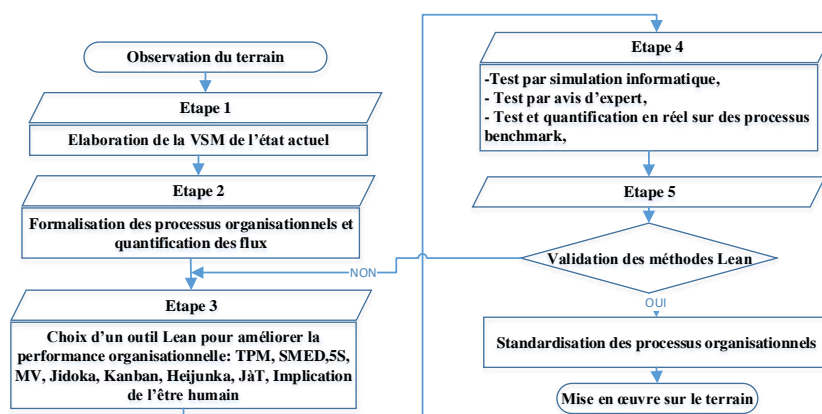 Observation du terrain
Etape 1
Elaboration de la VSM de l'état actuel
Etape 2
Formalisation des processus organisationnels et
quantification des flux
NON
Etape 3
Choix d'un outil Lean pour améliorer la
performance organisationnelle: TPM, SMED,5S,
MV, Jidoka, Kanban, Heijunka, JàT, Implication
de l'être humain
Etape 4
-Test par simulation informatique,
- Test par avis d'expert,
- Test et quantification en réel sur des processus
benchmark,
Etape 5
Validation des méthodes Lean
OUI
Standardisation des processus organisationnels
Mise en œuvre sur le terrain